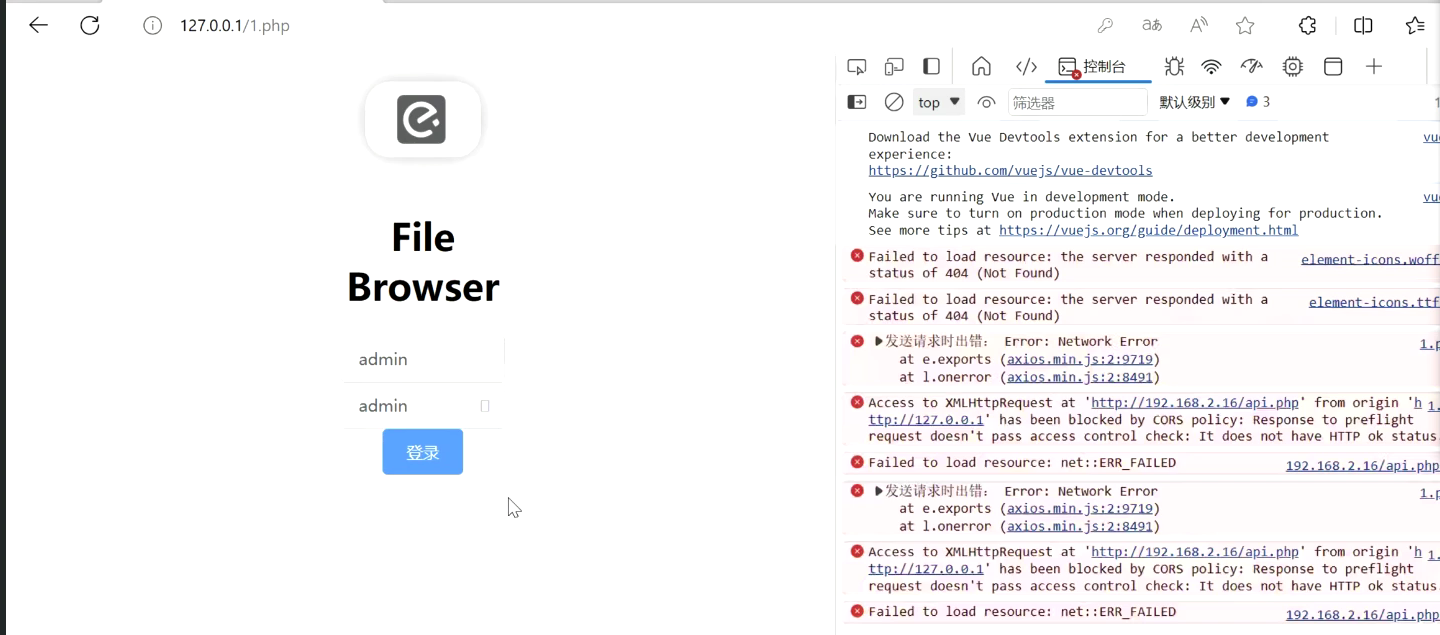 127.0.0.1/1.php
あぁ
控制台
top
筛选器
默认级别
3
File
Browser
admin
admin
登录
Download the Vue Devtools extension for a better development
experience:
https://github.com/vuejs/vue-devtools
You are running Vue in development mode.
Make sure to turn on production mode when deploying for production.
See more tips at https://vuejs.org/guide/deployment.html
Failed to load resource: the server responded with a element-icons.woff
status of 404 (Not Found)
Failed to load resource: the server responded with a element-icons.ttf
status of 404 (Not Found)
发送请求时出错: Error: Network Error
at e.exports (axios.min.js:2:9719)
at l.onerror (axios.min.js:2:8491)
Access to XMLHttpRequest at 'http://192.168.2.16/api.php' from origin 'h
ttp://127.0.0.1' has been blocked by CORS policy: Response to preflight
request doesn't pass access control check: It does not have HTTP ok status.
Failed to load resource: net::ERR_FAILED 192.168.2.16/api.php
发送请求时出错: Error: Network Error
at e.exports (axios.min.js:2:9719)
at l.onerror (axios.min.js:2:8491)
Access to XMLHttpRequest at 'http://192.168.2.16/api.php' from origin 'h
ttp://127.0.0.1' has been blocked by CORS policy: Response to preflight
request doesn't pass access control check: It does not have HTTP ok status.
Failed to load resource: net::ERR_FAILED 192.168.2.16/api.php